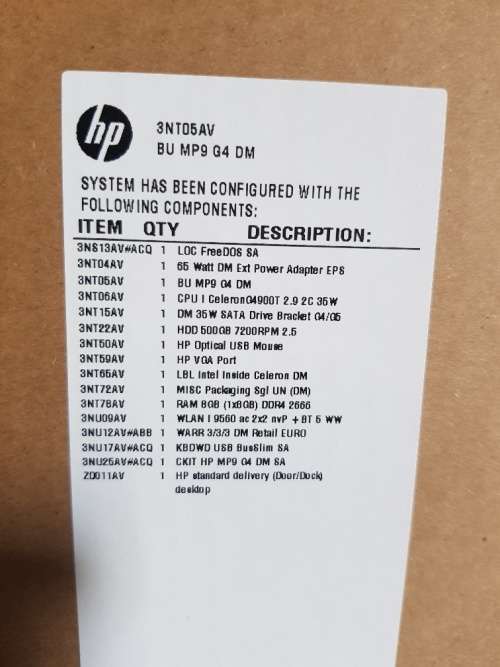 hp
3NT05AV
BU MP9 G4 DM
SYSTEM HAS BEEN CONFIGURED WITH THE
FOLLOWING COMPONENTS:
ITEM QTY DESCRIPTION:
3NS13AV#ACQ 1 LOC FreeDOS SA
3NT04AV 1 65 Watt DM Ext Power Adapter EPS
3NT05AV 1 BU MP9 G4 DM
3NT06AV 1 CPU I CeleronG4900T 2.9 2C 35W
3NT15AV 1 DM 35W SATA Drive Bracket G4/G5
3NT22AV 1 HDD 500GB 7200RPM 2.5
3NT50AV 1 HP Optical USB Mouse
3NT59AV 1 HP VGA Port
3NT65AV 1 LBL Intel Inside Celeron DM
3NT72AV 1 MISC Packaging Sgl UN (DM)
3NT78AV 1 RAM 8GB (1x8GB) DDR4 2666
3NU09AV 1 WLAN I 9560 ac 2x2 nvP + BT 5 WW
3NU12AV#ABB 1 WARR 3/3/3 DM Retail EURO
3NU17AV#ACQ 1 KBDWD USB BusSlim SA
3NU25AV#ACQ 1 CKIT HP MP9 G4 DM SA
ZD011AV 1 HP standard delivery (Door/Dock)
desktop